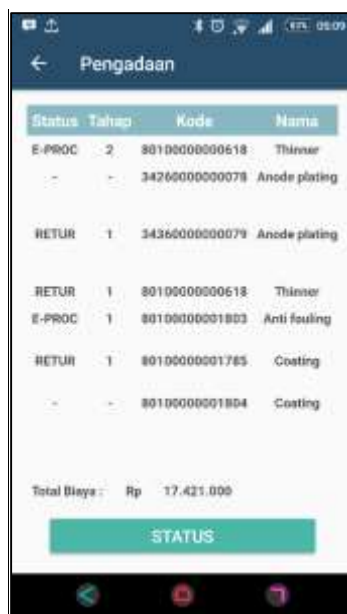 05:09
Pengadaan
Status Tahap Kode Nama
E-PROC 2 80100000000618 Thinner
- - 34260000000078 Anode plating
RETUR 1 34360000000079 Anode plating
RETUR 1 80100000000618 Thinner
E-PROC 1 80100000001803 Anti fouling
RETUR 1 80100000001785 Coating
- - 80100000001804 Coating
Total Biaya : Rp 17.421.000
STATUS